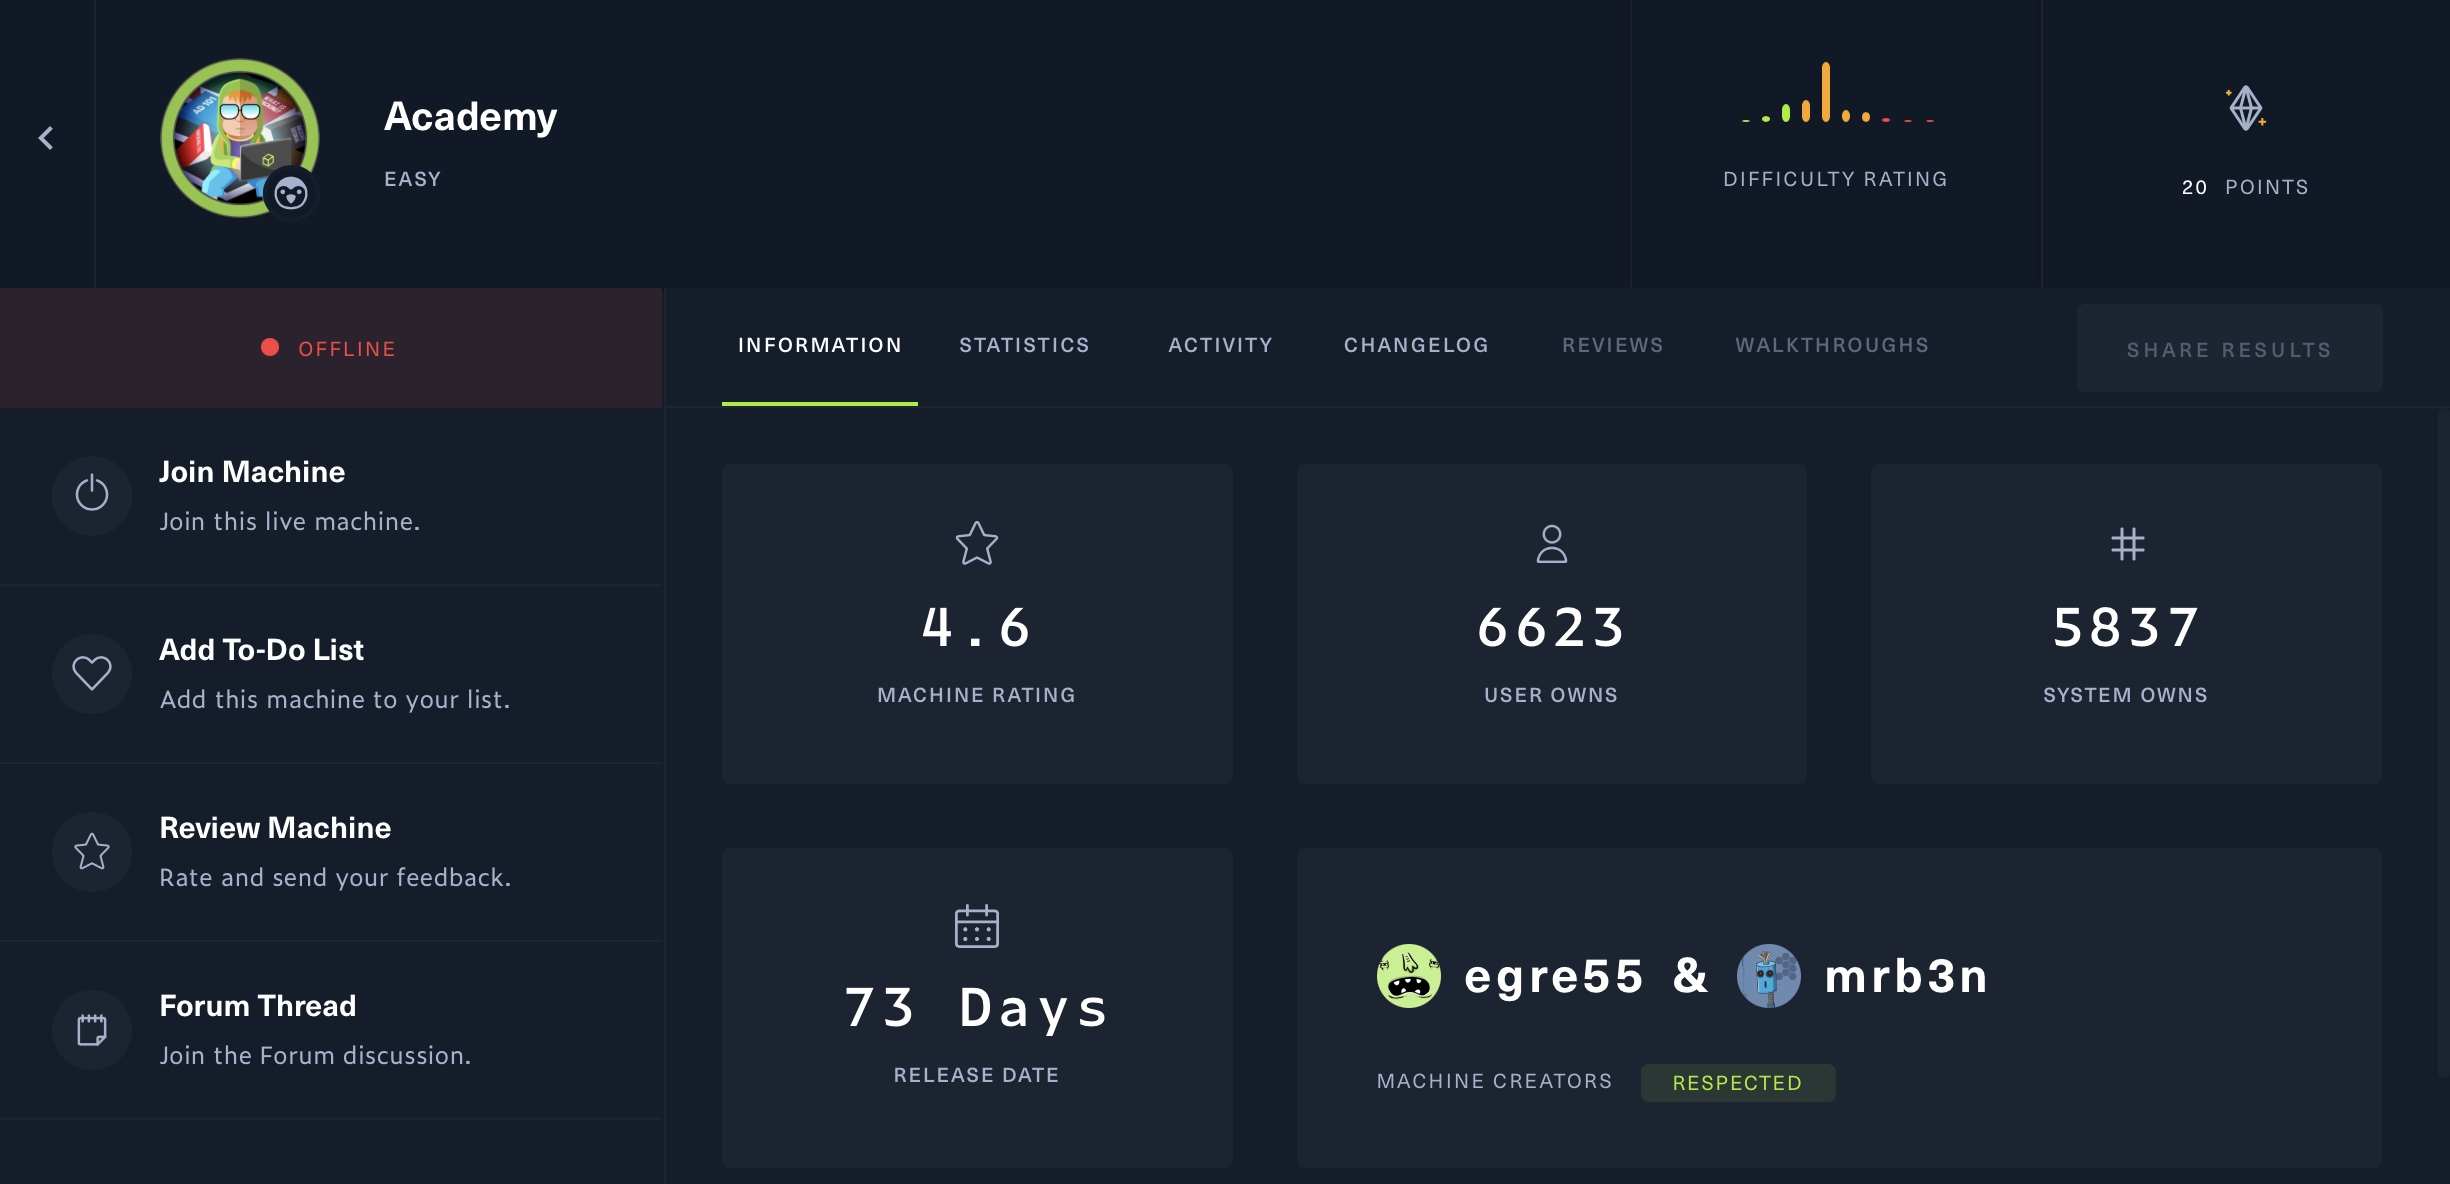 Academy
EASY
DIFFICULTY RATING
20 POINTS
OFFLINE
INFORMATION STATISTICS ACTIVITY CHANGELOG REVIEWS WALKTHROUGHS SHARE RESULTS
Join Machine
Join this live machine.
Add To-Do List
Add this machine to your list.
Review Machine
Rate and send your feedback.
Forum Thread
Join the Forum discussion.
4.6
MACHINE RATING
6623
USER OWNS
5837
SYSTEM OWNS
73 Days
RELEASE DATE
egre55 & mrb3n
MACHINE CREATORS RESPECTED